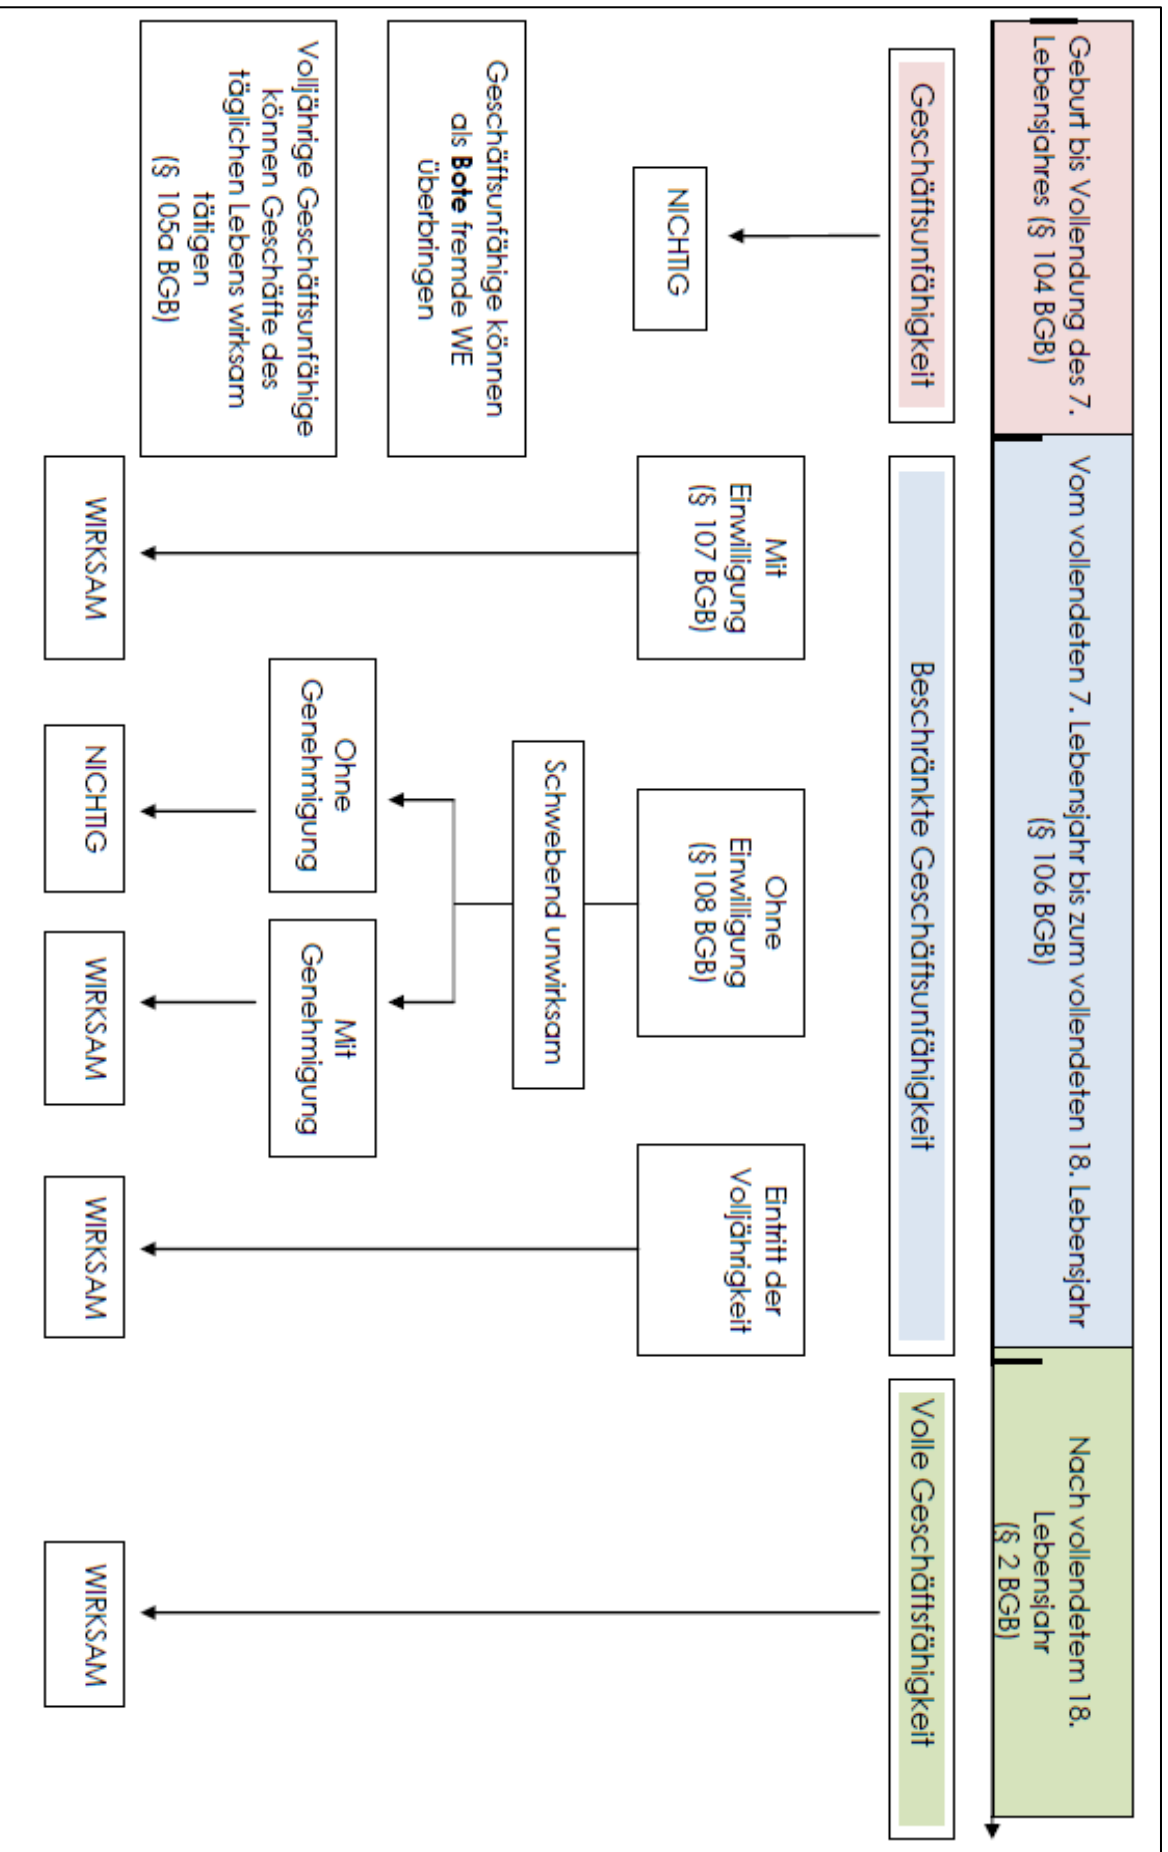 Geburt bis Vollendung des 7.
Lebensjahres (§ 104 BGB)
Vom vollendeten 7. Lebensjahr bis zum vollendeten 18. Lebensjahr
(§ 106 BGB)
Nach vollendetem 18.
Lebensjahr
(§ 2 BGB)
Geschäftsunfähigkeit
Beschränkte Geschäftsunfähigkeit
Volle Geschäftsfähigkeit
NICHTIG
Mit
Einwilligung
(§ 107 BGB)
Ohne
Einwilligung
(§108 BGB)
Eintritt der
Volljährigkeit
Geschäftsunfähige können
als Bote fremde WE
überbringen
Schwebend unwirksam
Volljährige Geschäftsunfähige
können Geschäfte des
täglichen Lebens wirksam
tätigen
(§ 105a BGB)
Ohne
Genehmigung
Mit
Genehmigung
WIRKSAM
NICHTIG
WIRKSAM
WIRKSAM
WIRKSAM